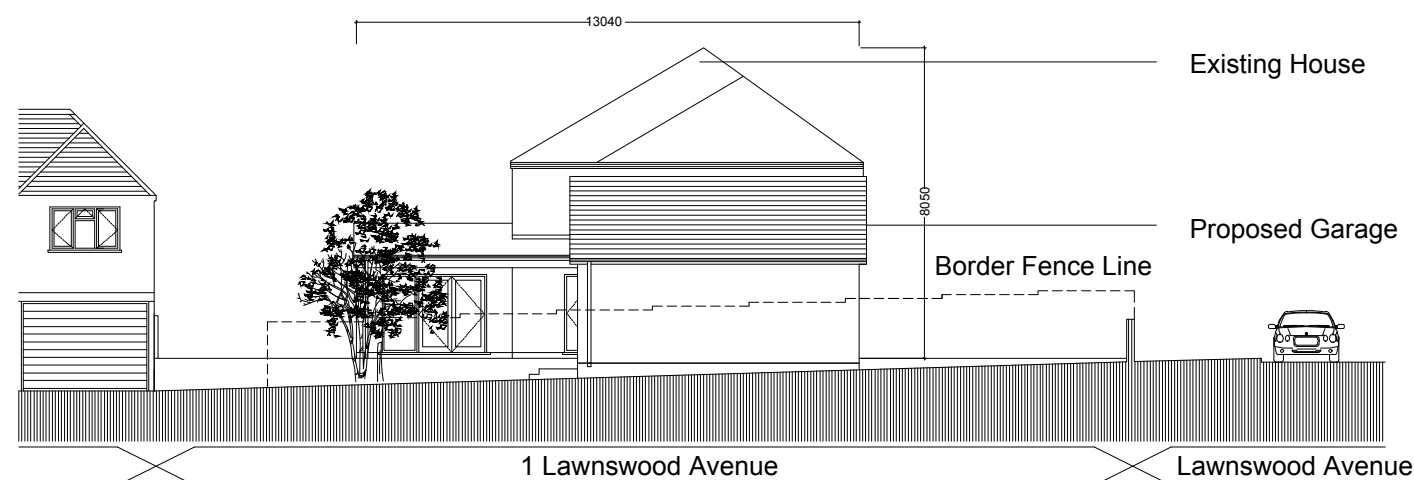 13040
Existing House
8050
Proposed Garage
Border Fence Line
1 Lawnswood Avenue
Lawnswood Avenue